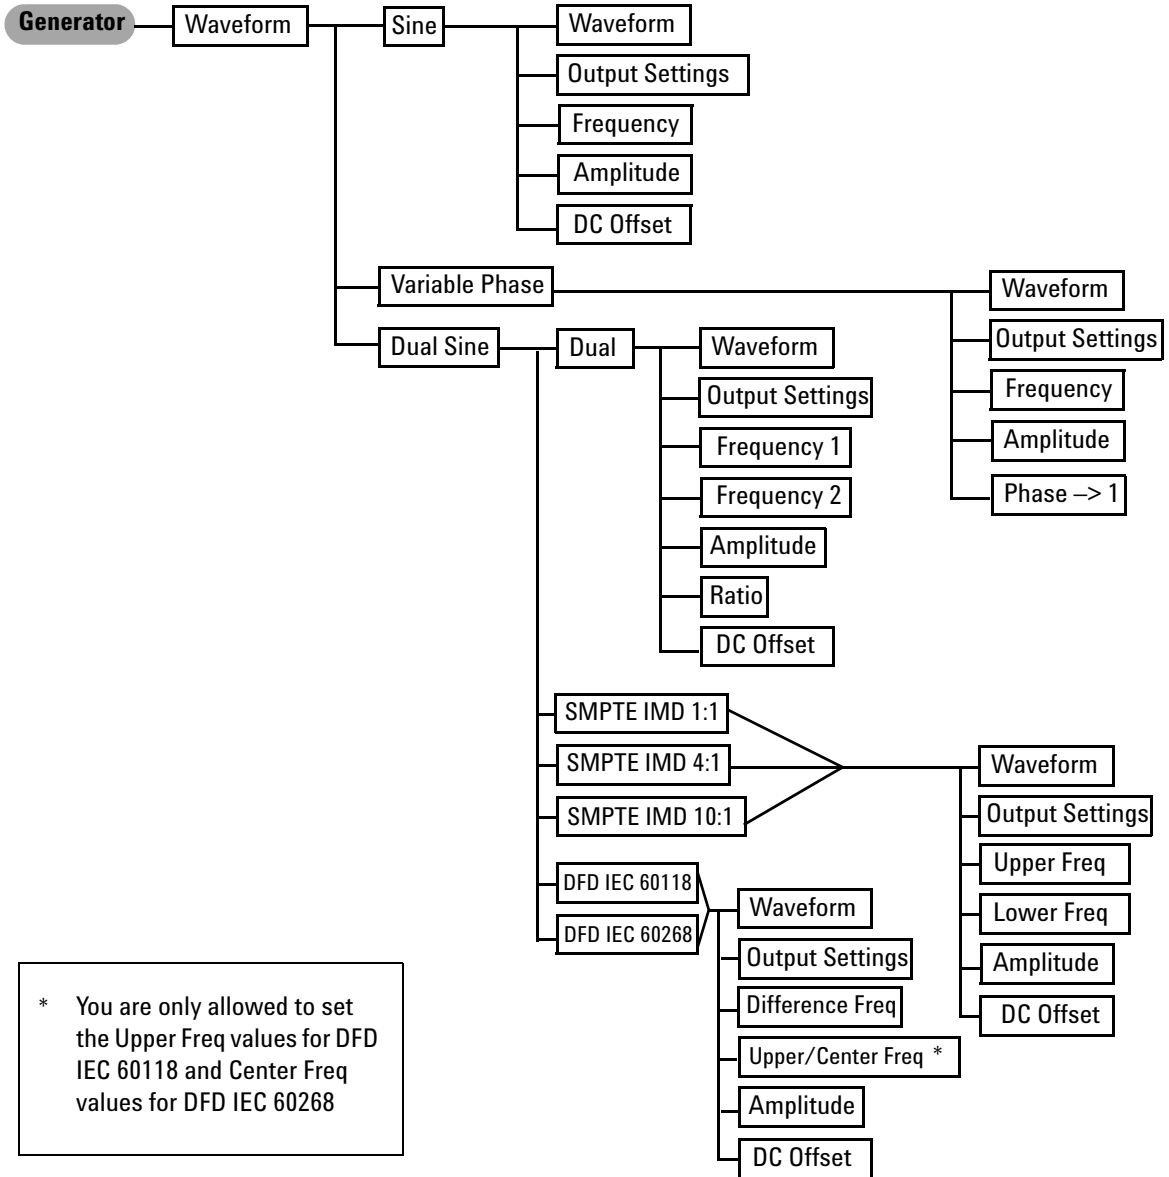 Generator
Waveform
Sine
Waveform
Output Settings
Frequency
Amplitude
DC Offset
Variable Phase
Waveform
Output Settings
Frequency
Amplitude
Phase –> 1
Dual Sine
Dual
Waveform
Output Settings
Frequency 1
Frequency 2
Amplitude
Ratio
DC Offset
SMPTE IMD 1:1
SMPTE IMD 4:1
SMPTE IMD 10:1
Waveform
Output Settings
Upper Freq
Lower Freq
Amplitude
DC Offset
DFD IEC 60118
DFD IEC 60268
Waveform
Output Settings
Difference Freq
Upper/Center Freq *
Amplitude
DC Offset
* You are only allowed to set
the Upper Freq values for DFD
IEC 60118 and Center Freq
values for DFD IEC 60268